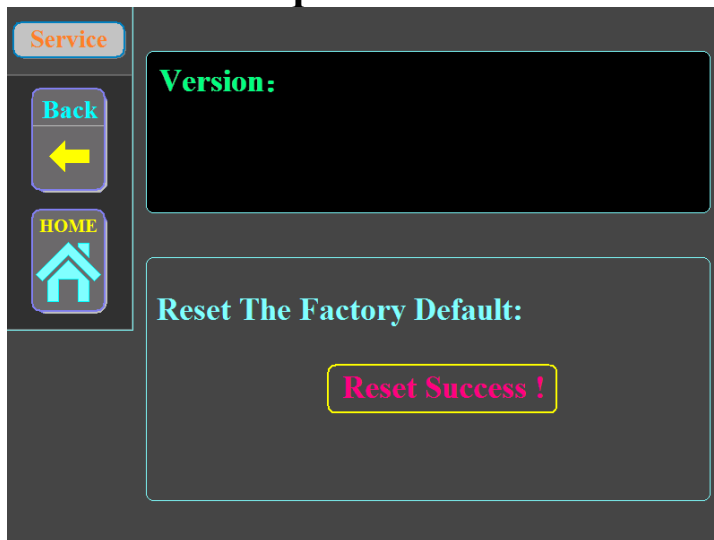 Service
Version：
Back
HOME
Reset The Factory Default:
Reset Success !